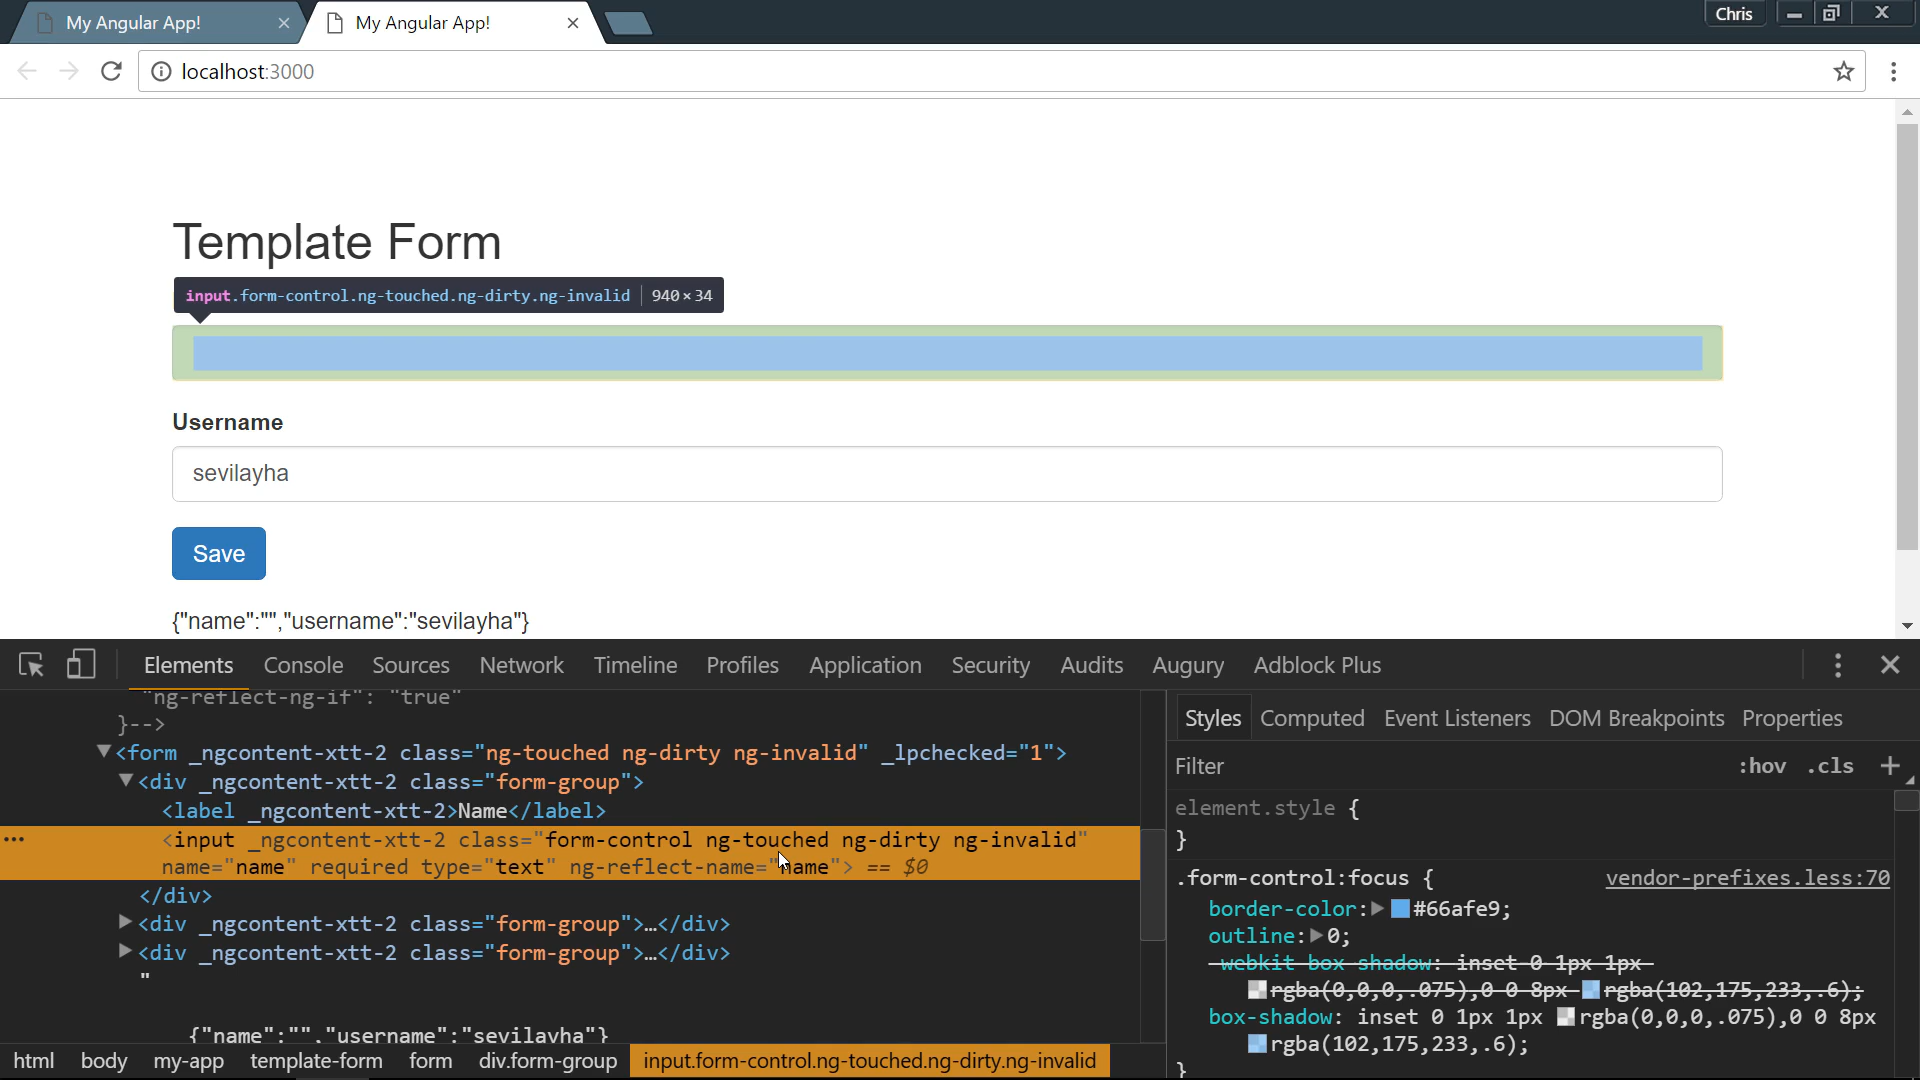 My Angular App!
My Angular App!
Chris
localhost:3000
Template Form
input.form-control.ng-touched.ng-dirty.ng-invalid 940×34
Username
sevilayha
Save
{"name":"","username":"sevilayha"}
Elements Console Sources Network Timeline Profiles Application Security Audits Augury Adblock Plus
"ng-reflect-ng-if": "true"
}-->
<form _ngcontent-xtt-2 class="ng-touched ng-dirty ng-invalid" _lpchecked="1">
<div _ngcontent-xtt-2 class="form-group">
<label _ngcontent-xtt-2>Name</label>
<input _ngcontent-xtt-2 class="form-control ng-touched ng-dirty ng-invalid"
name="name" required type="text" ng-reflect-name="name"> == $0
</div>
<div _ngcontent-xtt-2 class="form-group">…</div>
<div _ngcontent-xtt-2 class="form-group">…</div>
"
{"name":"","username":"sevilayha"}
html body my-app template-form form div.form-group input.form-control.ng-touched.ng-dirty.ng-invalid
Styles Computed Event Listeners DOM Breakpoints Properties
Filter :hov .cls +
element.style {
}
.form-control:focus { vendor-prefixes.less:70
border-color: #66afe9;
outline: 0;
-webkit-box-shadow: inset 0 1px 1px
rgba(0,0,0,.075),0 0 8px rgba(102,175,233,.6);
box-shadow: inset 0 1px 1px rgba(0,0,0,.075),0 0 8px
rgba(102,175,233,.6);
}